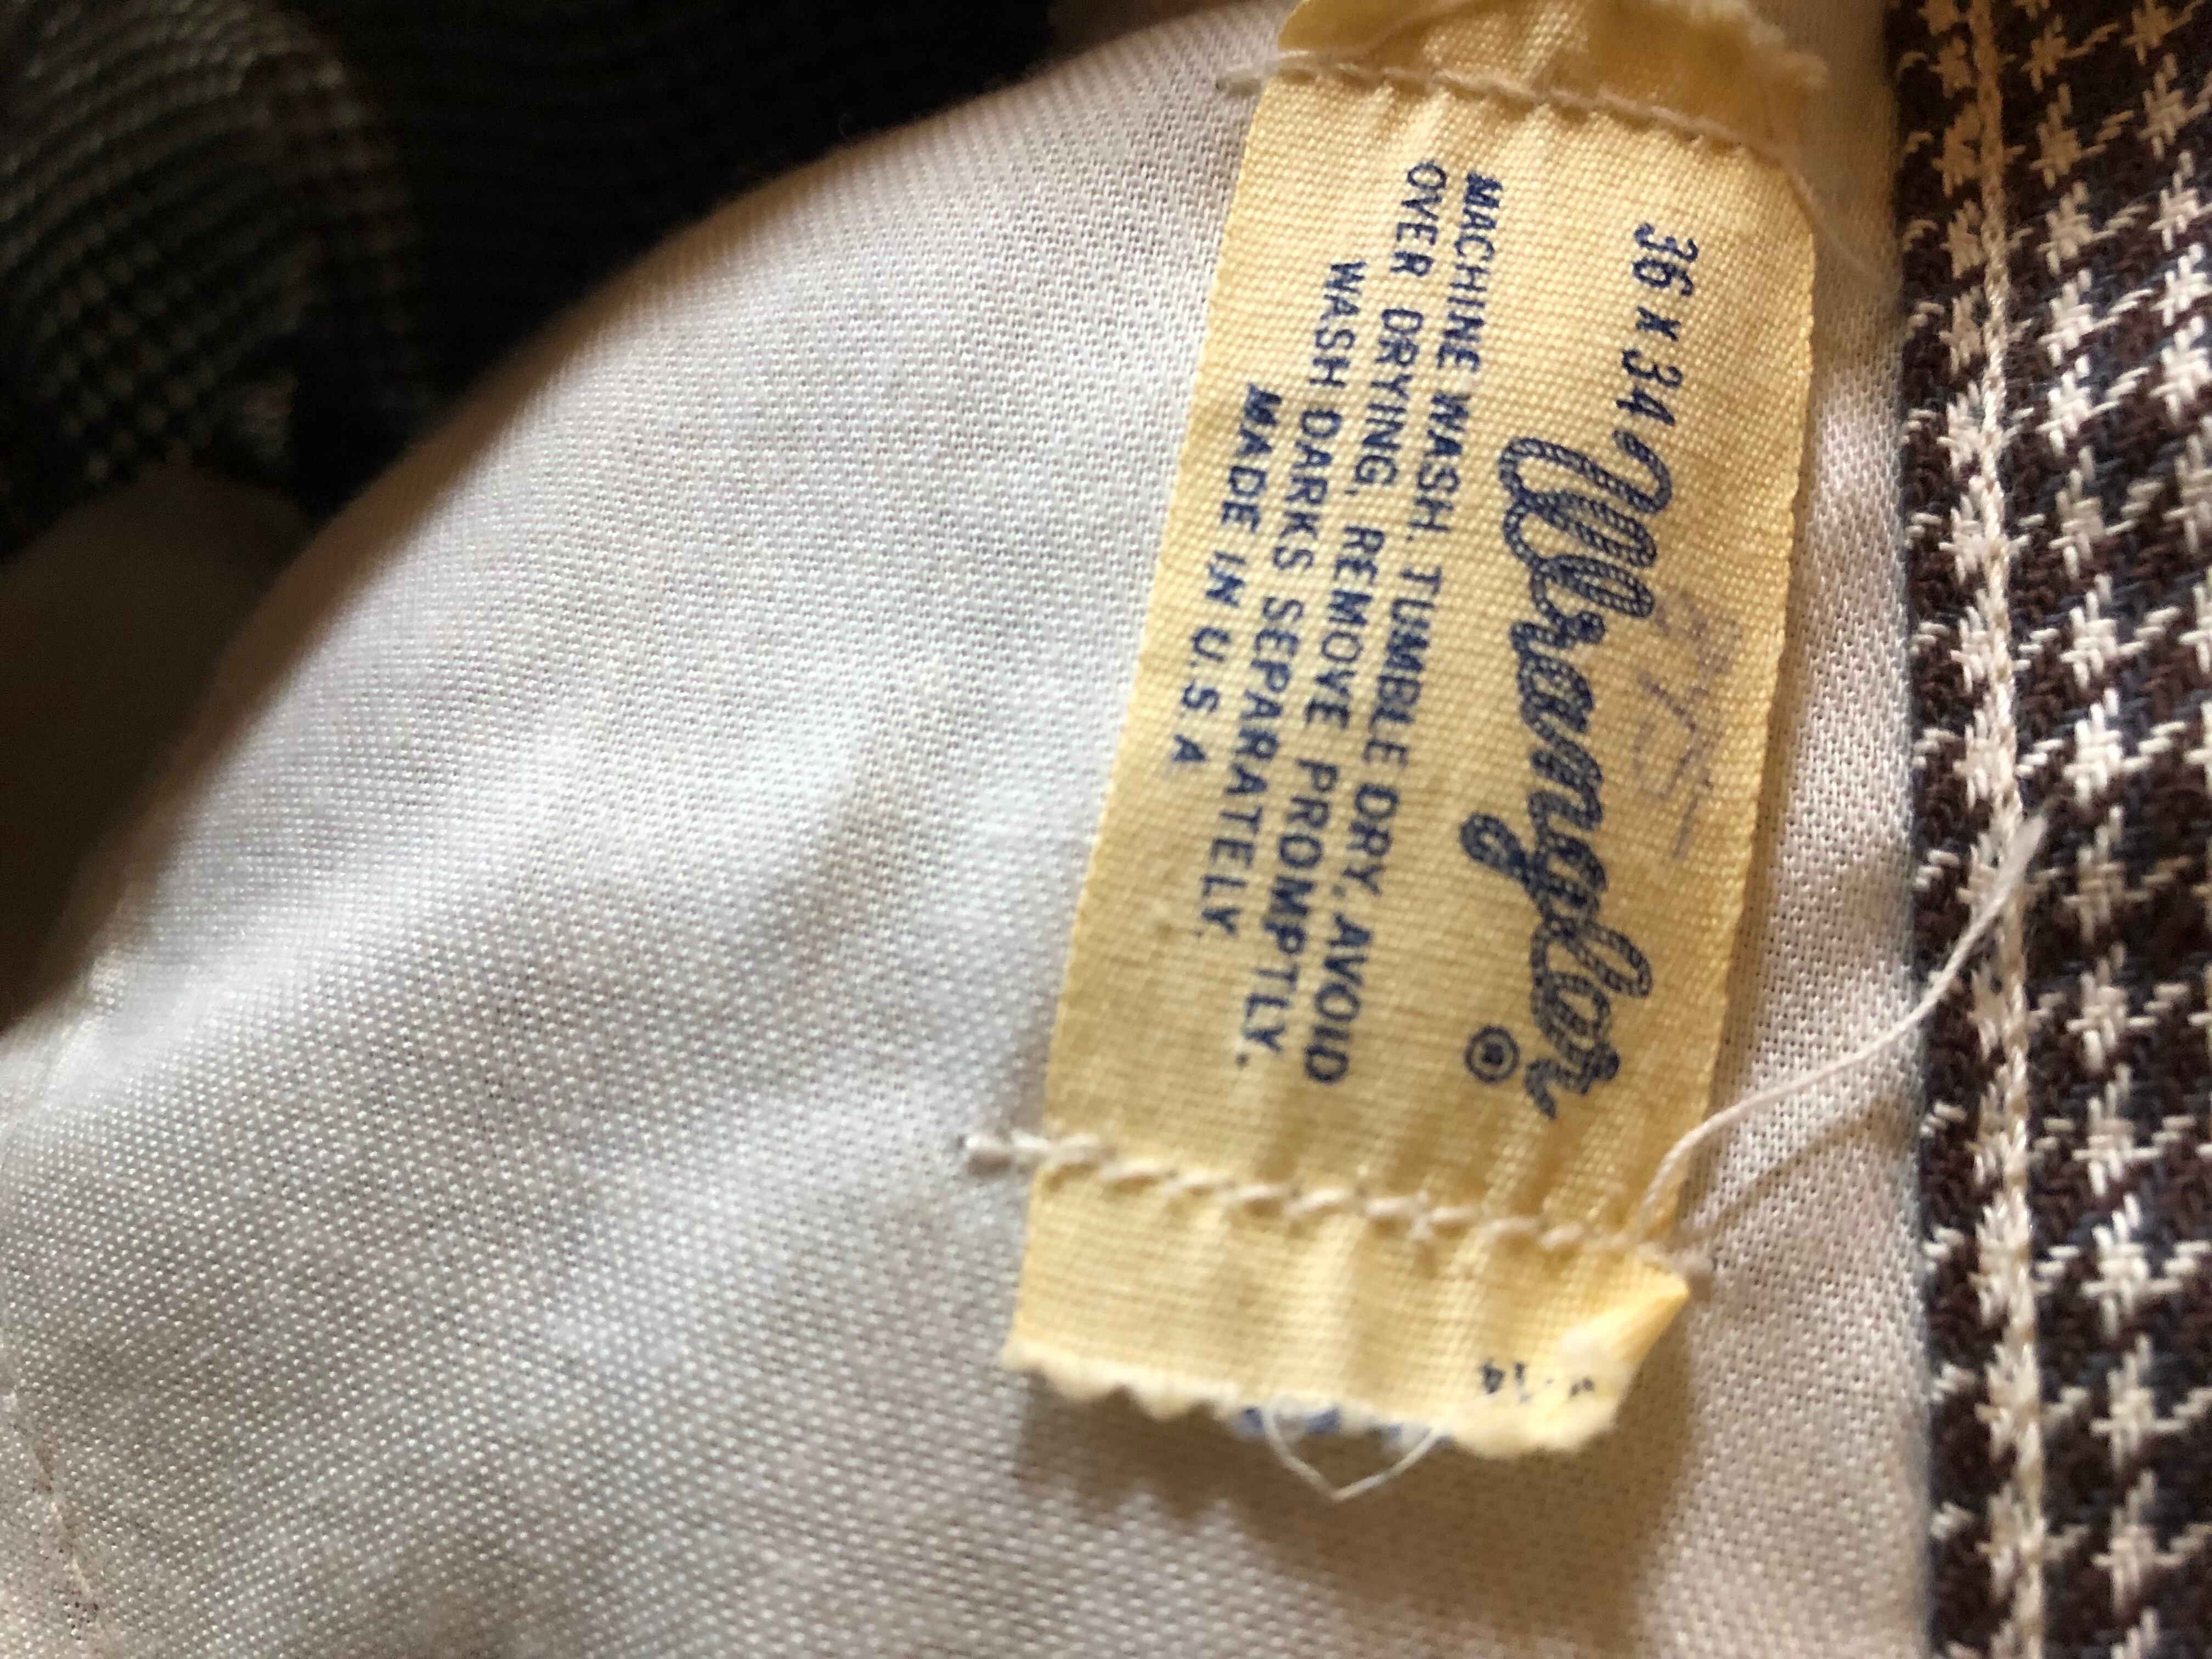 36 x 34
Wrangler®
MACHINE WASH. TUMBLE DRY, AVOID
OVER DRYING, REMOVE PROMPTLY.
WASH DARKS SEPARATELY.
MADE IN U.S.A